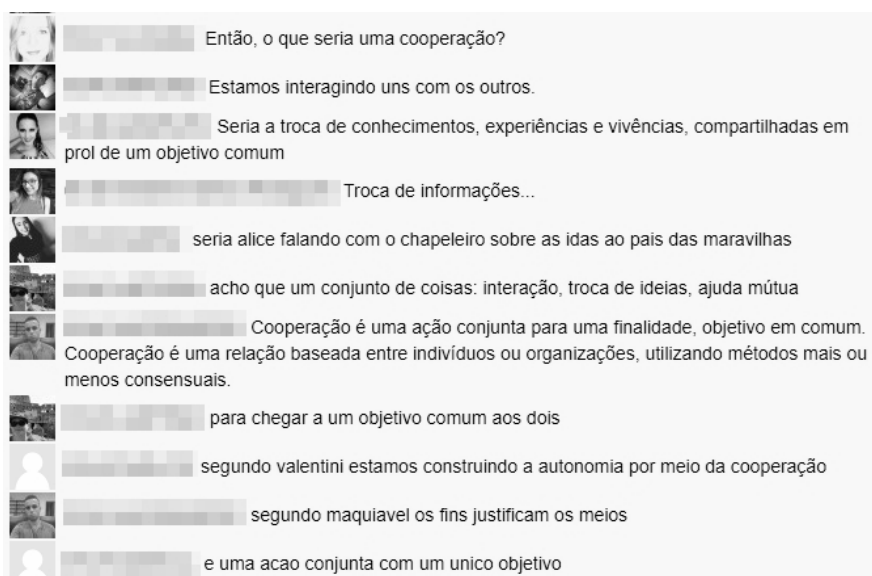 Então, o que seria uma cooperação?
Estamos interagindo uns com os outros.
Seria a troca de conhecimentos, experiências e vivências, compartilhadas em
prol de um objetivo comum
Troca de informações...
seria alice falando com o chapeleiro sobre as idas ao pais das maravilhas
acho que um conjunto de coisas: interação, troca de ideias, ajuda mútua
Cooperação é uma ação conjunta para uma finalidade, objetivo em comum.
Cooperação é uma relação baseada entre indivíduos ou organizações, utilizando métodos mais ou
menos consensuais.
para chegar a um objetivo comum aos dois
segundo valentini estamos construindo a autonomia por meio da cooperação
segundo maquiavel os fins justificam os meios
e uma acao conjunta com um unico objetivo